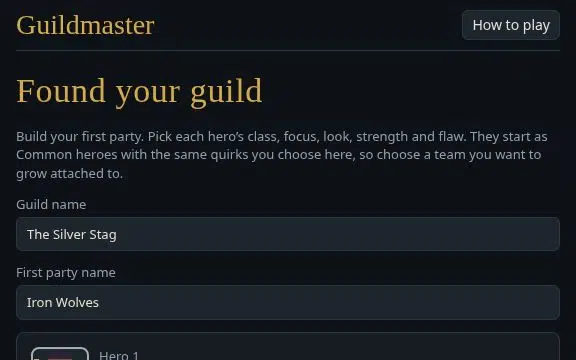 Guildmaster
How to play
Found your guild
Build your first party. Pick each hero’s class, focus, look, strength and flaw. They start as
Common heroes with the same quirks you choose here, so choose a team you want to
grow attached to.
Guild name
The Silver Stag
First party name
Iron Wolves
Hero 1